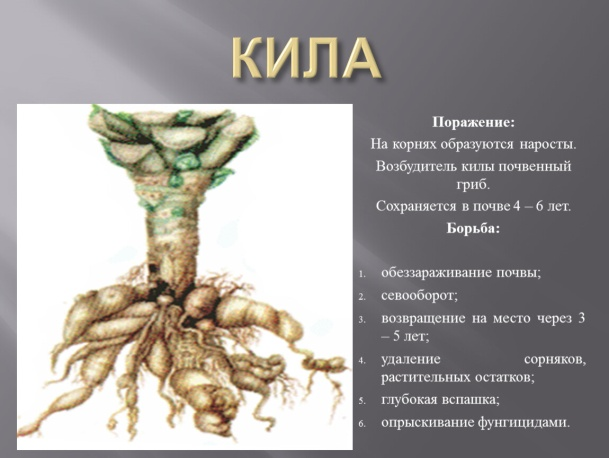 КИЛА
Поражение:
На корнях образуются наросты.
Возбудитель килы почвенный
гриб.
Сохраняется в почве 4 – 6 лет.
Борьба:
1. обеззараживание почвы;
2. севооборот;
3. возвращение на место через 3
– 5 лет;
4. удаление сорняков,
растительных остатков;
5. глубокая вспашка;
6. опрыскивание фунгицидами.